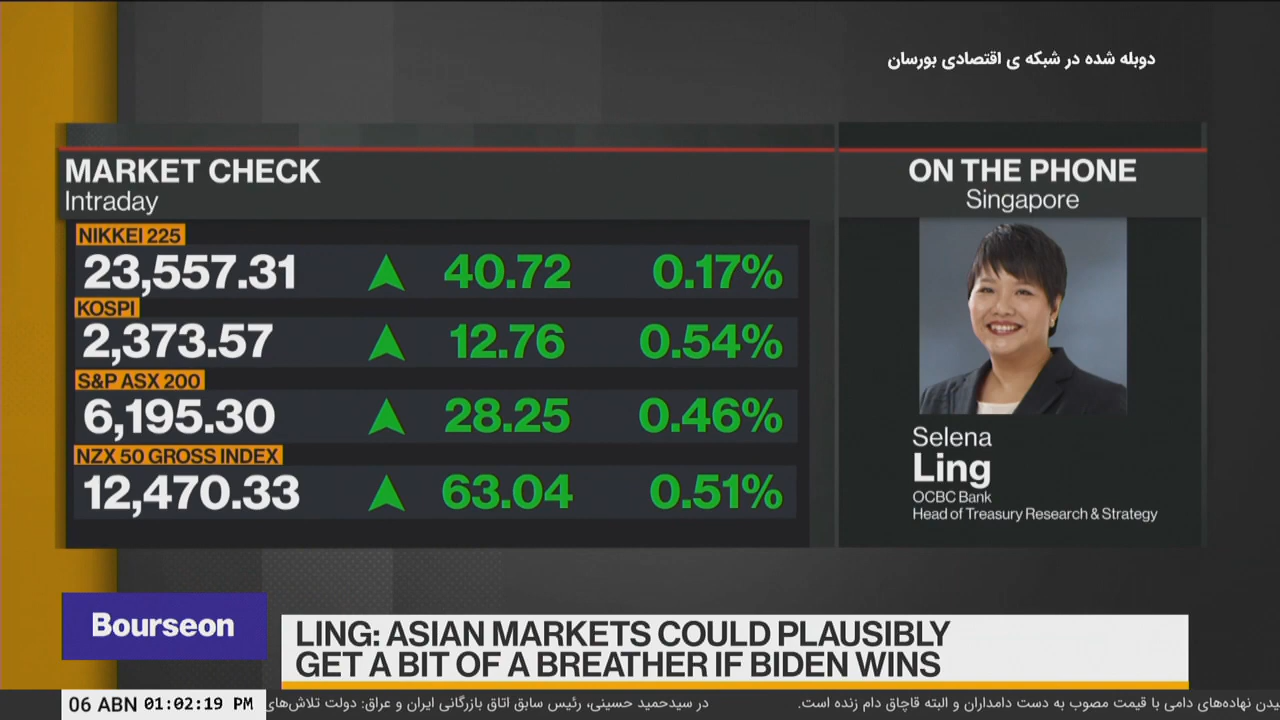 دوبله شده در شبکه ی اقتصادی بورسان
MARKET CHECK
Intraday
NIKKEI 225
23,557.31 40.72 0.17%
KOSPI
2,373.57 12.76 0.54%
S&P ASX 200
6,195.30 28.25 0.46%
NZX 50 GROSS INDEX
12,470.33 63.04 0.51%
ON THE PHONE
Singapore
Selena
Ling
OCBC Bank
Head of Treasury Research & Strategy
Bourseon
LING: ASIAN MARKETS COULD PLAUSIBLY
GET A BIT OF A BREATHER IF BIDEN WINS
06 ABN 01:02:19 PM
یدن نهاده‌های دامی با قیمت مصوب به دست دامداران و البته قاچاق دام زنده است. در سیدحمید حسینی، رئیس سابق اتاق بازرگانی ایران و عراق: دولت تلاش‌های